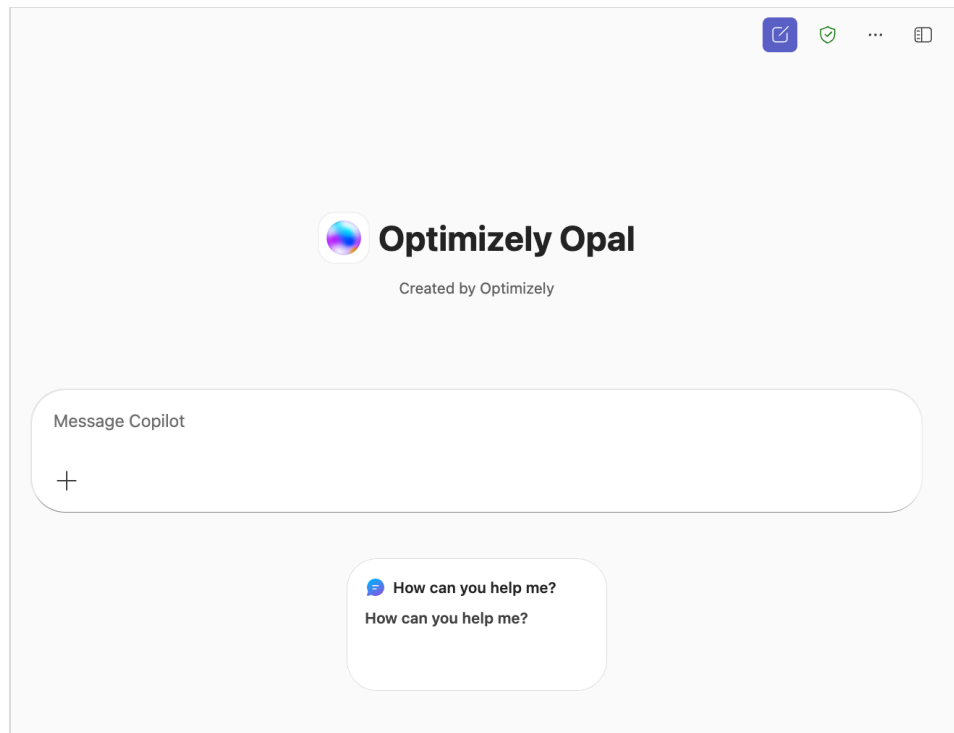 Optimizely Opal
Created by Optimizely
Message Copilot
How can you help me?
How can you help me?